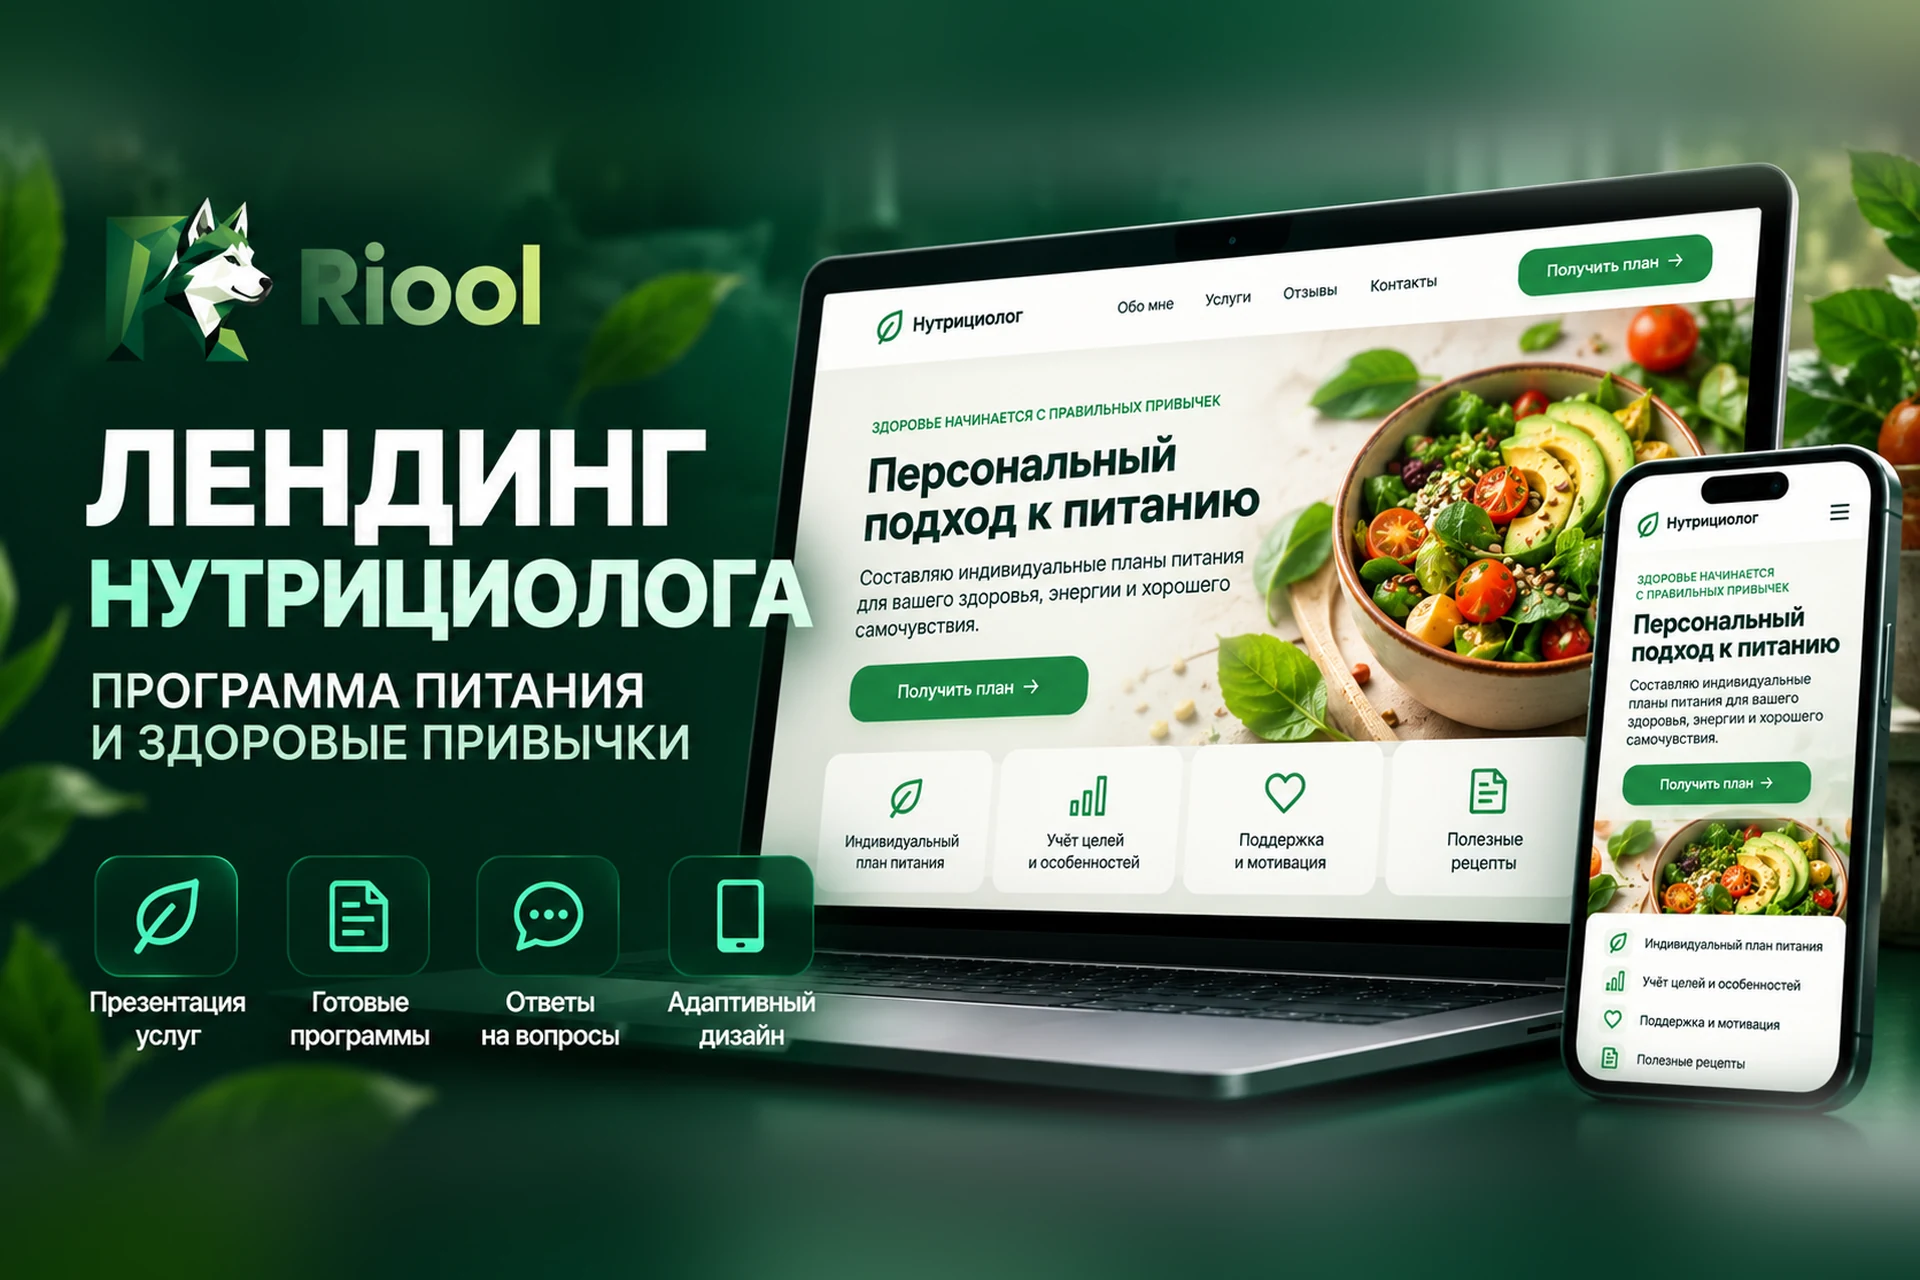 Riool
ЛЕНДИНГ
НУТРИЦИОЛОГА
ПРОГРАММА ПИТАНИЯ
И ЗДОРОВЫЕ ПРИВЫЧКИ
Презентация
услуг
Готовые
программы
Ответы
на вопросы
Адаптивный
дизайн
Нутрициолог
Обо мне
Услуги
Отзывы
Контакты
Получить план →
ЗДОРОВЬЕ НАЧИНАЕТСЯ С ПРАВИЛЬНЫХ ПРИВЫЧЕК
Персональный
подход к питанию
Составляю индивидуальные планы питания
для вашего здоровья, энергии и хорошего
самочувствия.
Получить план →
Индивидуальный
план питания
Учёт целей
и особенностей
Поддержка
и мотивация
Полезные
рецепты
Нутрициолог
ЗДОРОВЬЕ НАЧИНАЕТСЯ
С ПРАВИЛЬНЫХ ПРИВЫЧЕК
Персональный
подход к питанию
Составляю индивидуальные
планы питания для вашего
здоровья, энергии и хорошего
самочувствия.
Получить план →
Индивидуальный план питания
Учёт целей и особенностей
Поддержка и мотивация
Полезные рецепты